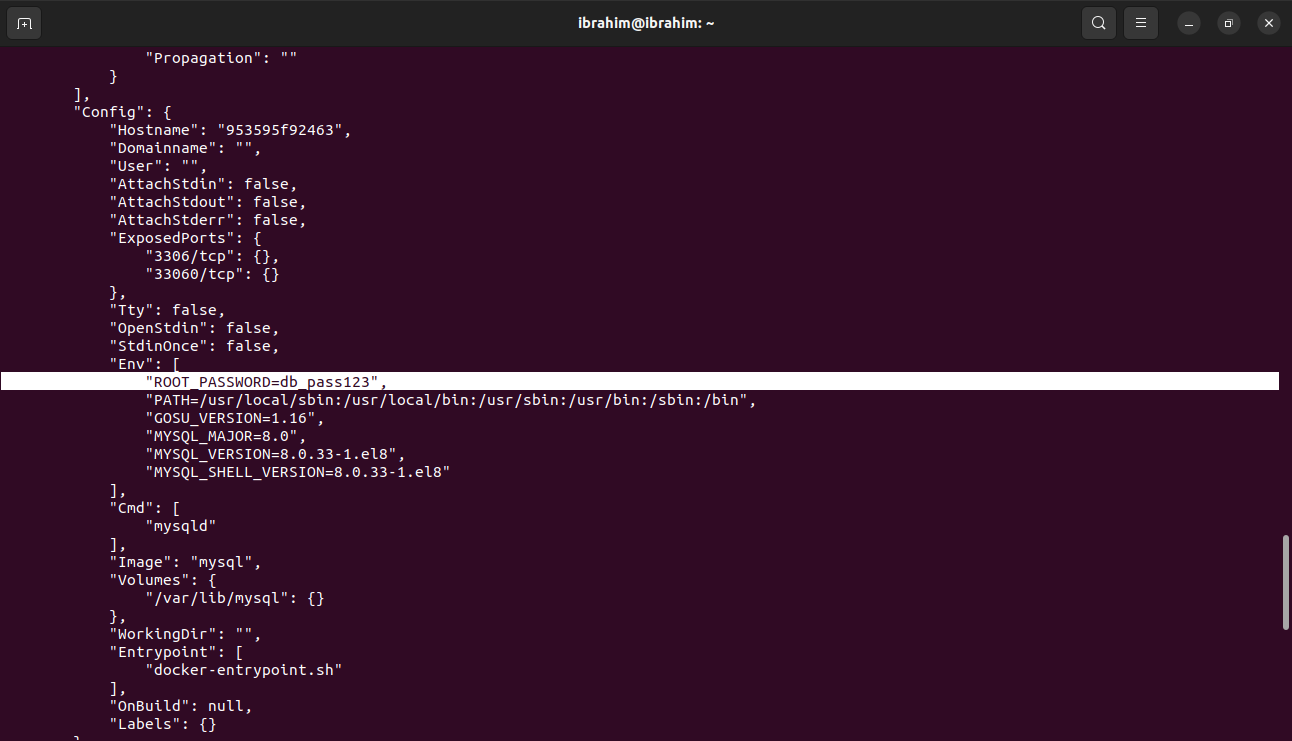 ibrahim@ibrahim: ~
            "Propagation": ""
        }
    ],
    "Config": {
        "Hostname": "953595f92463",
        "Domainname": "",
        "User": "",
        "AttachStdin": false,
        "AttachStdout": false,
        "AttachStderr": false,
        "ExposedPorts": {
            "3306/tcp": {},
            "33060/tcp": {}
        },
        "Tty": false,
        "OpenStdin": false,
        "StdinOnce": false,
        "Env": [
            "ROOT_PASSWORD=db_pass123",
            "PATH=/usr/local/sbin:/usr/local/bin:/usr/sbin:/usr/bin:/sbin:/bin",
            "GOSU_VERSION=1.16",
            "MYSQL_MAJOR=8.0",
            "MYSQL_VERSION=8.0.33-1.el8",
            "MYSQL_SHELL_VERSION=8.0.33-1.el8"
        ],
        "Cmd": [
            "mysqld"
        ],
        "Image": "mysql",
        "Volumes": {
            "/var/lib/mysql": {}
        },
        "WorkingDir": "",
        "Entrypoint": [
            "docker-entrypoint.sh"
        ],
        "OnBuild": null,
        "Labels": {}
    }